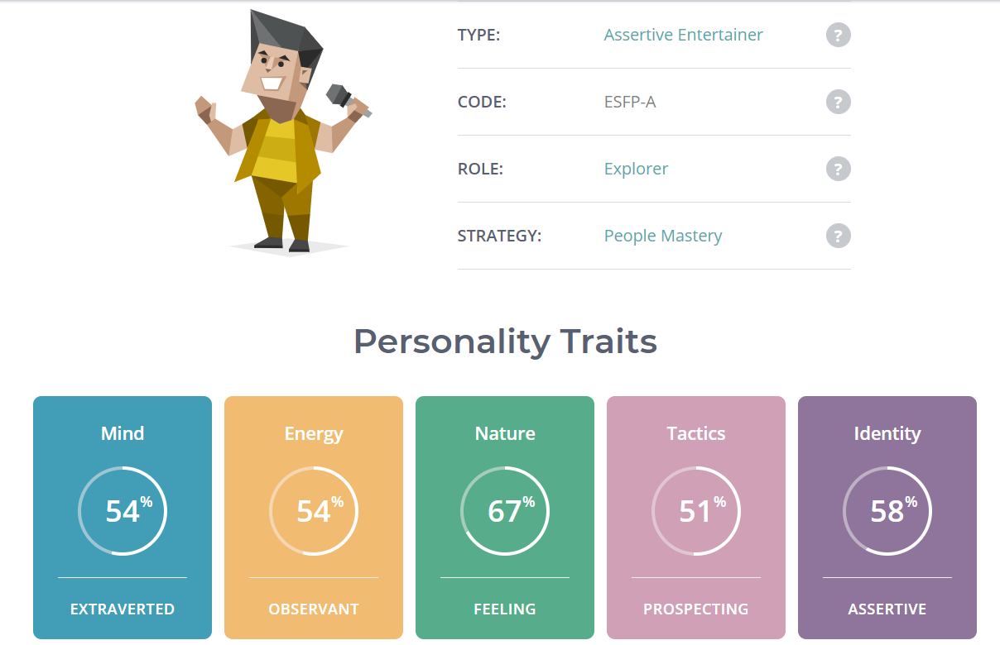 TYPE: Assertive Entertainer ?
CODE: ESFP-A ?
ROLE: Explorer ?
STRATEGY: People Mastery ?
Personality Traits
Mind
54%
EXTRAVERTED
Energy
54%
OBSERVANT
Nature
67%
FEELING
Tactics
51%
PROSPECTING
Identity
58%
ASSERTIVE